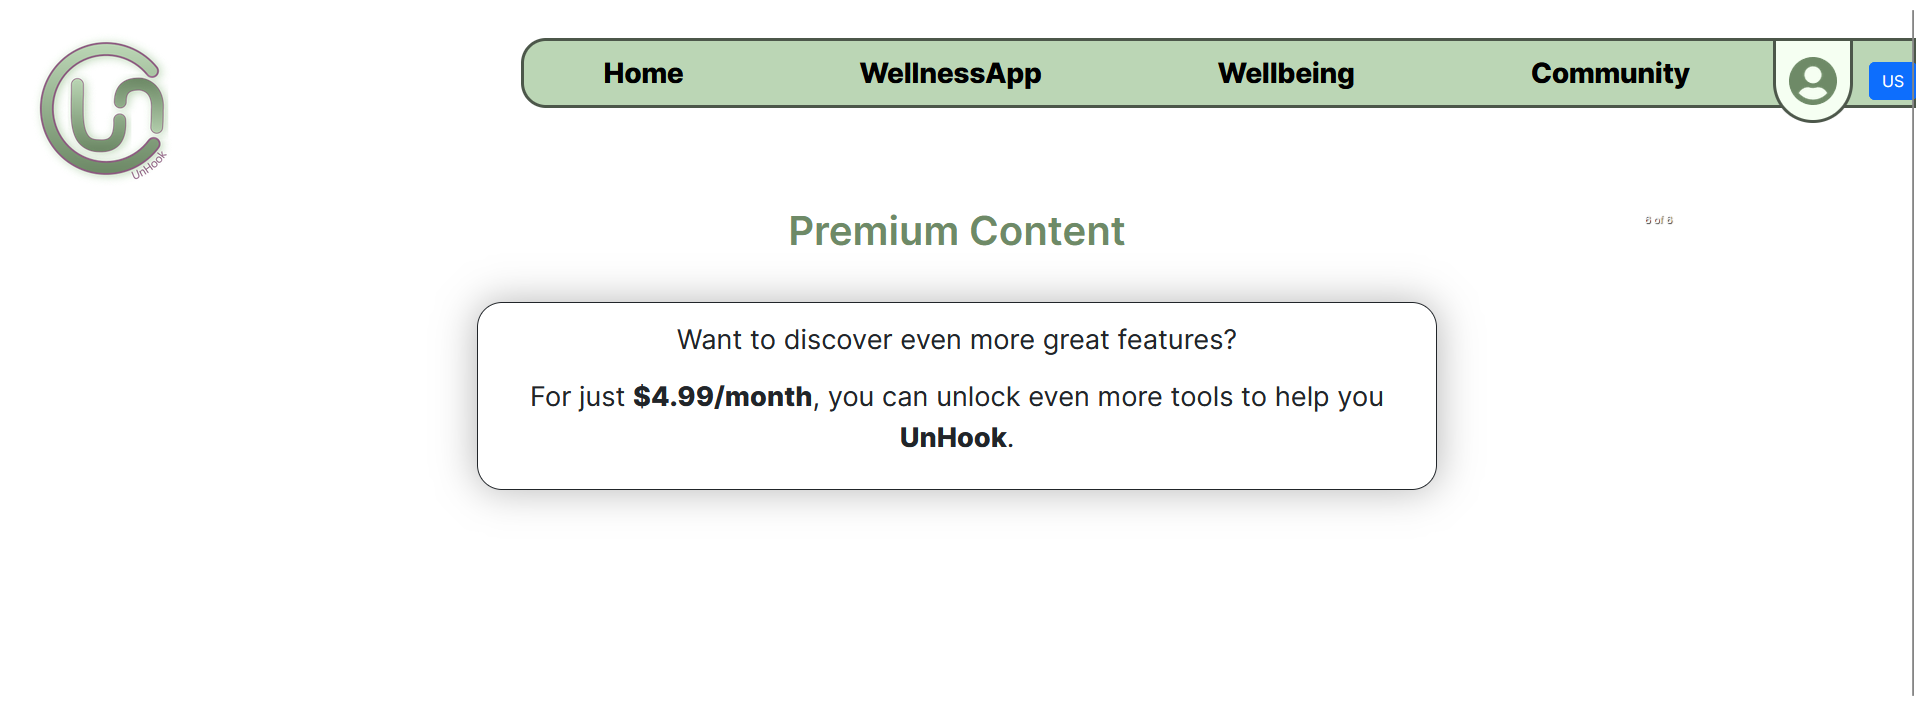 Home WellnessApp Wellbeing Community US
UnHook
Premium Content
6 of 6
Want to discover even more great features?
For just $4.99/month, you can unlock even more tools to help you
UnHook.